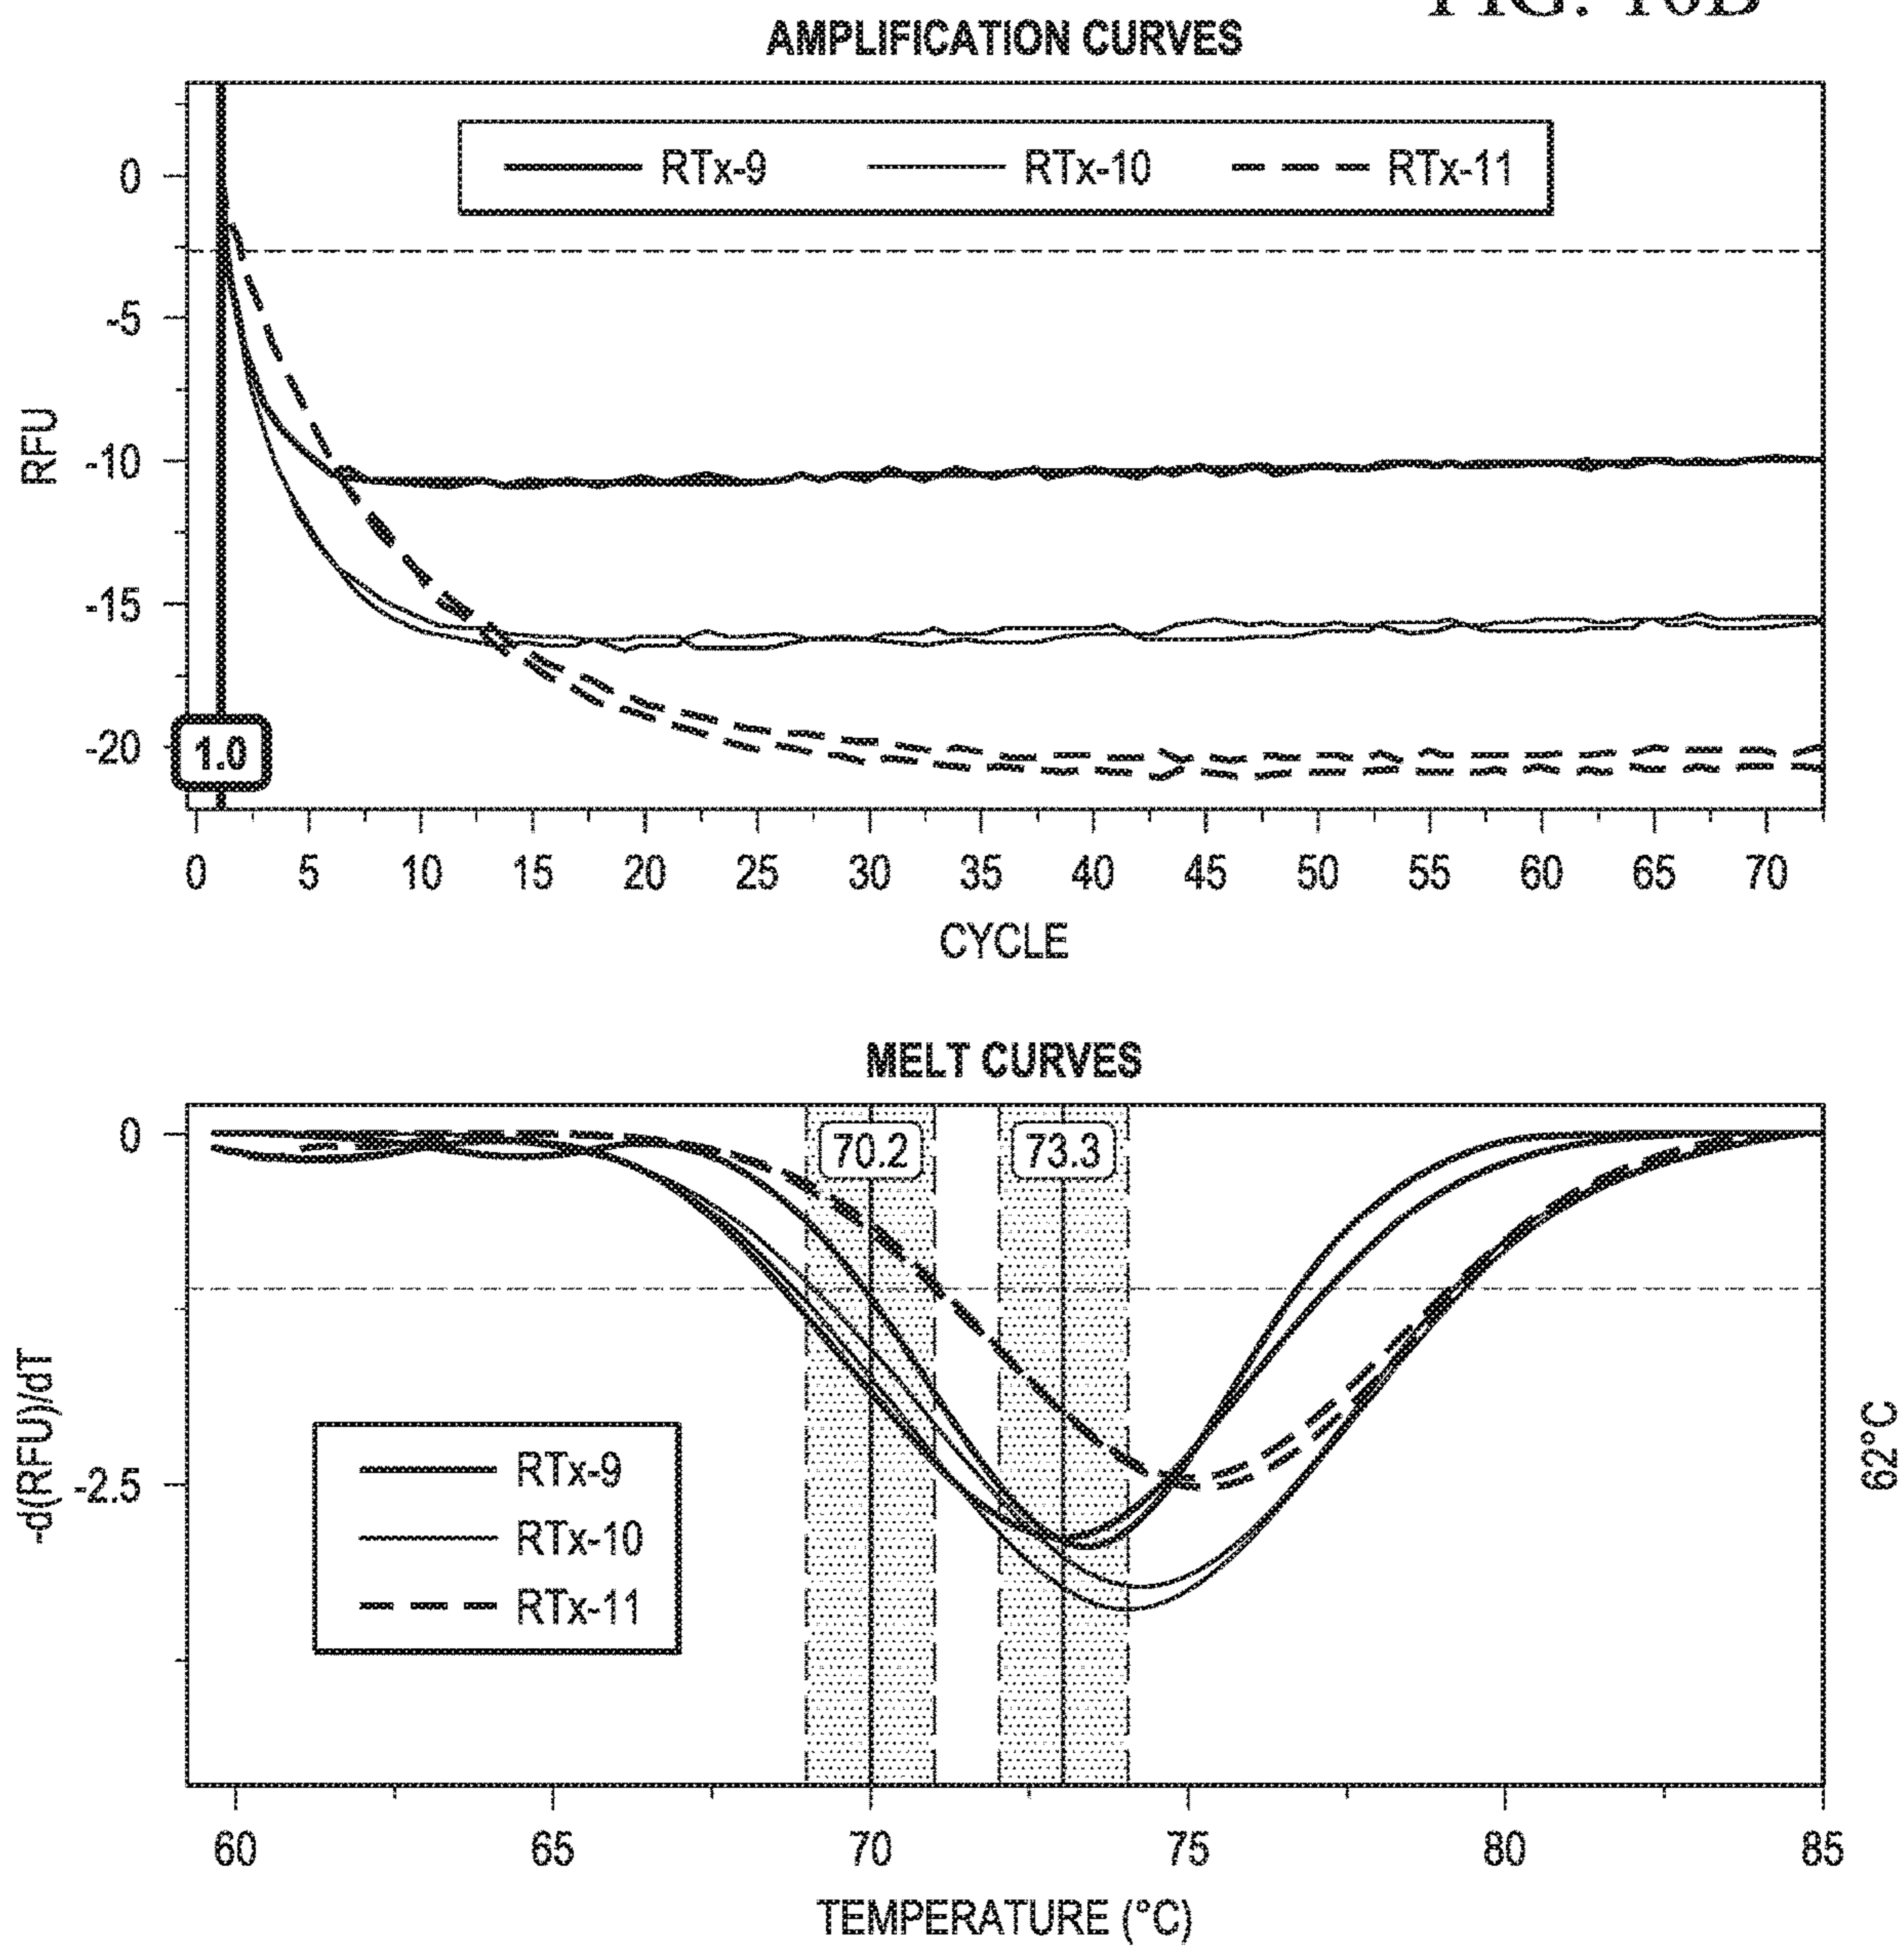 FIG. 10B
AMPLIFICATION CURVES
RTx-9 RTx-10 RTx-11
0
-5
-10
-15
-20
RFU
1.0
0 5 10 15 20 25 30 35 40 45 50 55 60 65 70
CYCLE
MELT CURVES
0
-2.5
-d(RFU)/dT
70.2 73.3
RTx-9
RTx-10
RTx-11
62°C
60 65 70 75 80 85
TEMPERATURE (°C)